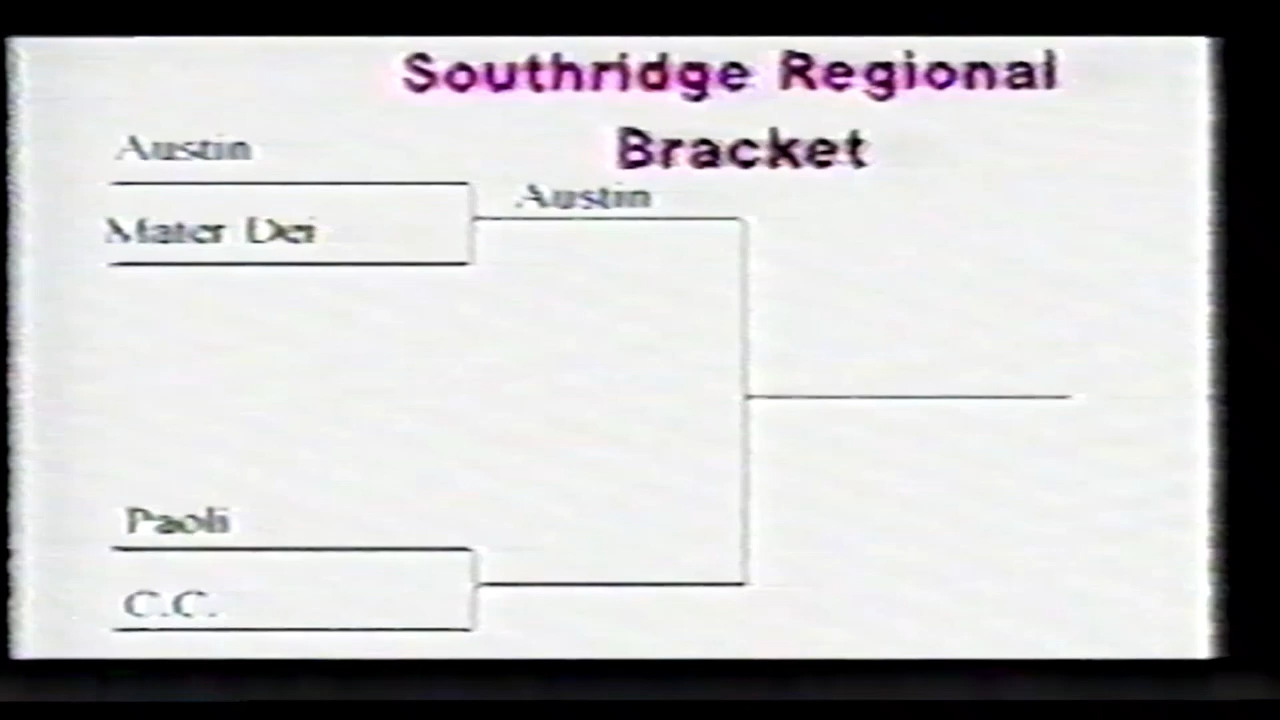 Southridge Regional
Bracket
Austin
Austin
Mater Dei
Paoli
C.C.